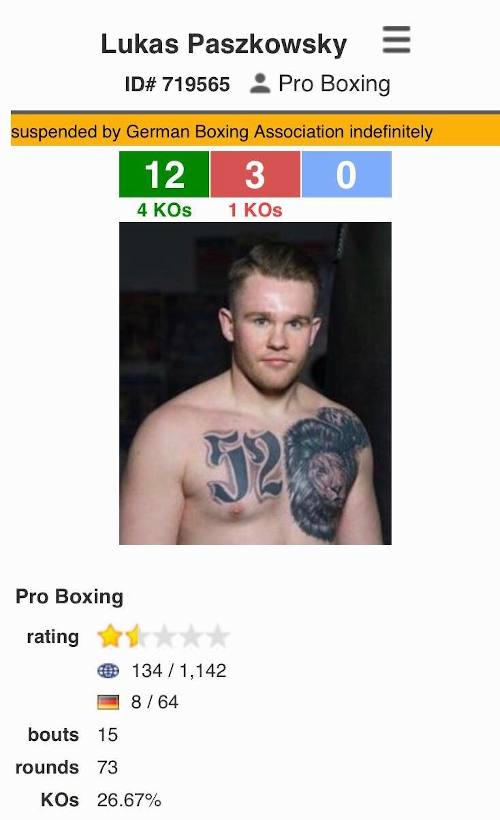 Lukas Paszkowsky
ID# 719565 Pro Boxing
suspended by German Boxing Association indefinitely
12 3 0
4 KOs 1 KOs
52
Pro Boxing
rating
134 / 1,142
8 / 64
bouts 15
rounds 73
KOs 26.67%